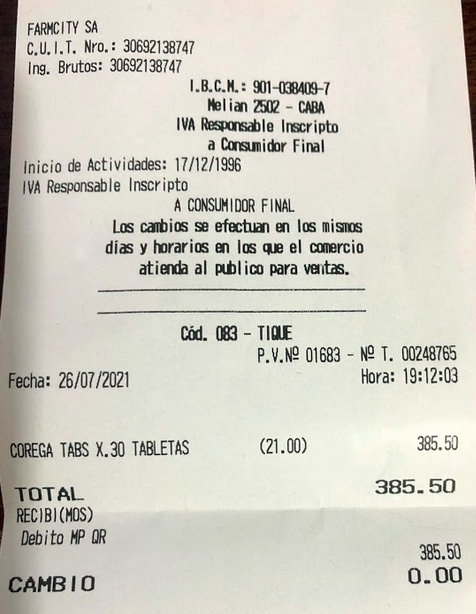 FARMCITY SA
C.U.I.T. Nro.: 30692138747
Ing. Brutos: 30692138747
I.B.C.M.: 901-038409-7
Melian 2502 - CABA
IVA Responsable Inscripto
a Consumidor Final
Inicio de Actividades: 17/12/1996
IVA Responsable Inscripto
A CONSUMIDOR FINAL
Los cambios se efectuan en los mismos
días y horarios en los que el comercio
atienda al publico para ventas.
Cód. 083 - TIQUE
P.V.Nº 01683 - Nº T. 00248765
Fecha: 26/07/2021 Hora: 19:12:03
COREGA TABS X.30 TABLETAS (21.00) 385.50
TOTAL 385.50
RECIBI(MOS)
Debito MP QR 385.50
CAMBIO 0.00